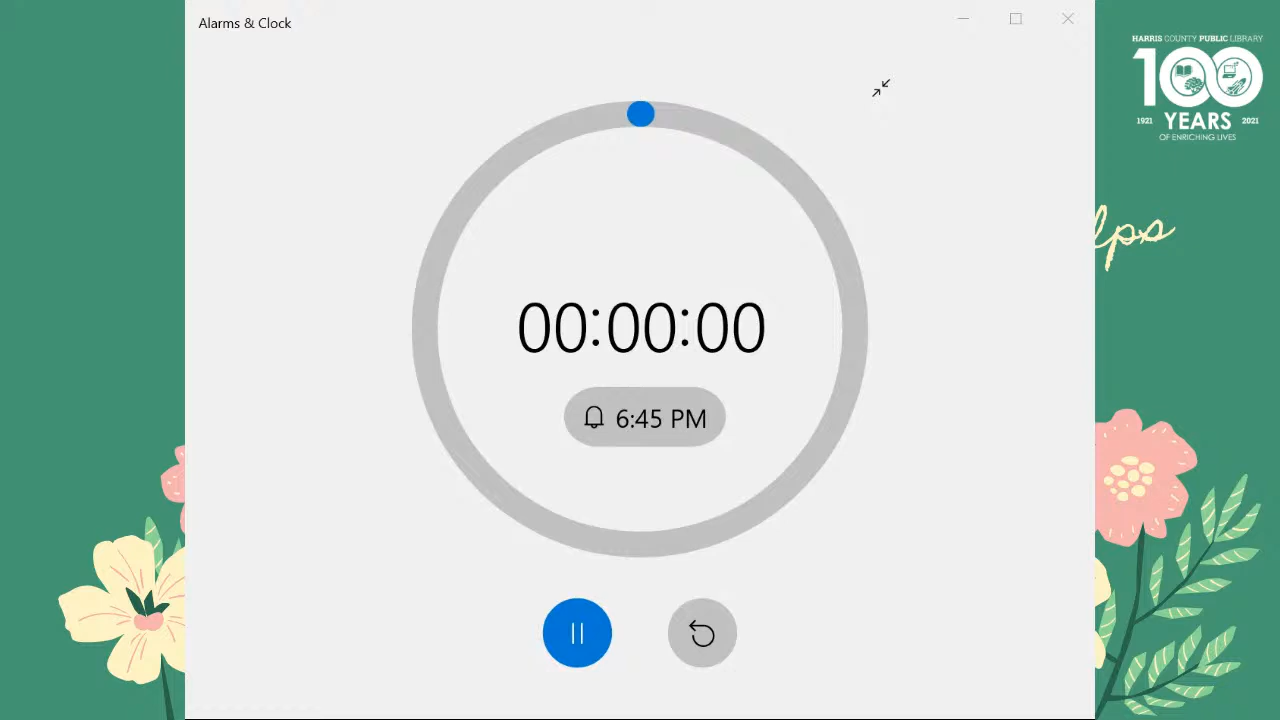 Alarms & Clock
HARRIS COUNTY PUBLIC LIBRARY
100
1921 YEARS 2021
OF ENRICHING LIVES
lps
00:00:00
6:45 PM